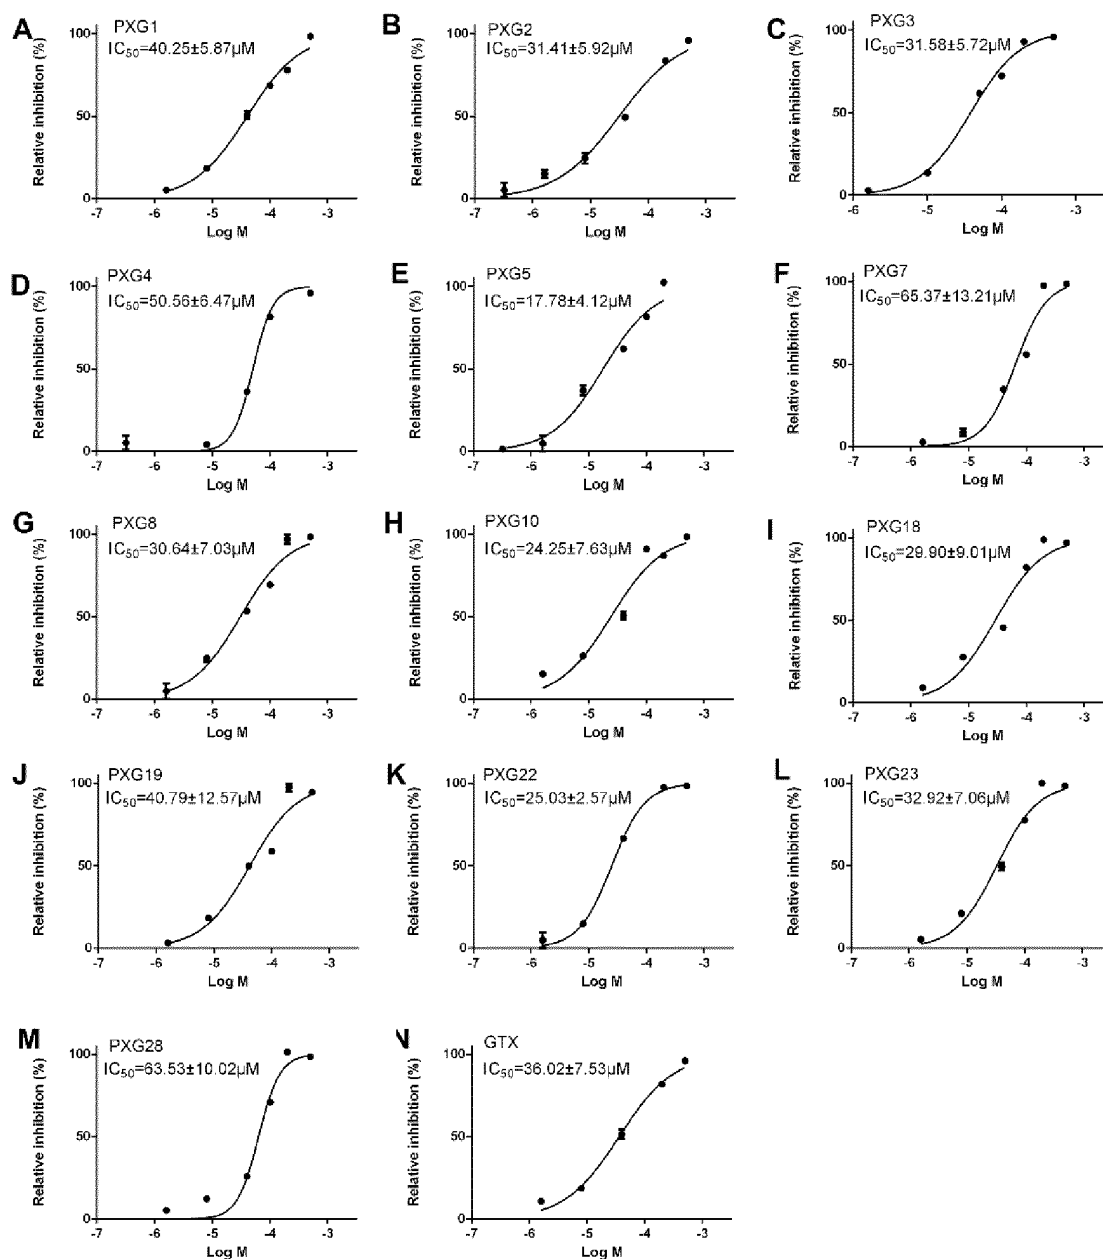 A
PXG1
IC50=40.25±5.87µM
Relative inhibition (%)
100
50
0
-7 -6 -5 -4 -3
Log M
B
PXG2
IC50=31.41±5.92µM
Relative inhibition (%)
100
50
0
-7 -6 -5 -4 -3
Log M
C
PXG3
IC50=31.58±5.72µM
Relative inhibition (%)
100
50
0
-6 -5 -4 -3
Log M
D
PXG4
IC50=50.56±6.47µM
Relative inhibition (%)
100
50
0
-7 -6 -5 -4 -3
Log M
E
PXG5
IC50=17.78±4.12µM
Relative inhibition (%)
100
50
0
-7 -6 -5 -4 -3
Log M
F
PXG7
IC50=65.37±13.21µM
Relative inhibition (%)
100
50
0
-7 -6 -5 -4 -3
Log M
G
PXG8
IC50=30.64±7.03µM
Relative inhibition (%)
100
50
0
-7 -6 -5 -4 -3
Log M
H
PXG10
IC50=24.25±7.63µM
Relative inhibition (%)
100
50
0
-7 -6 -5 -4 -3
Log M
I
PXG18
IC50=29.90±9.01µM
Relative inhibition (%)
100
50
0
-7 -6 -5 -4 -3
Log M
J
PXG19
IC50=40.79±12.57µM
Relative inhibition (%)
100
50
0
-7 -6 -5 -4 -3
Log M
K
PXG22
IC50=25.03±2.57µM
Relative inhibition (%)
100
50
0
-7 -6 -5 -4 -3
Log M
L
PXG23
IC50=32.92±7.06µM
Relative inhibition (%)
100
50
0
-7 -6 -5 -4 -3
Log M
M
PXG28
IC50=63.53±10.02µM
Relative inhibition (%)
100
50
0
-7 -6 -5 -4 -3
Log M
N
GTX
IC50=36.02±7.53µM
Relative inhibition (%)
100
50
0
-7 -6 -5 -4 -3
Log M